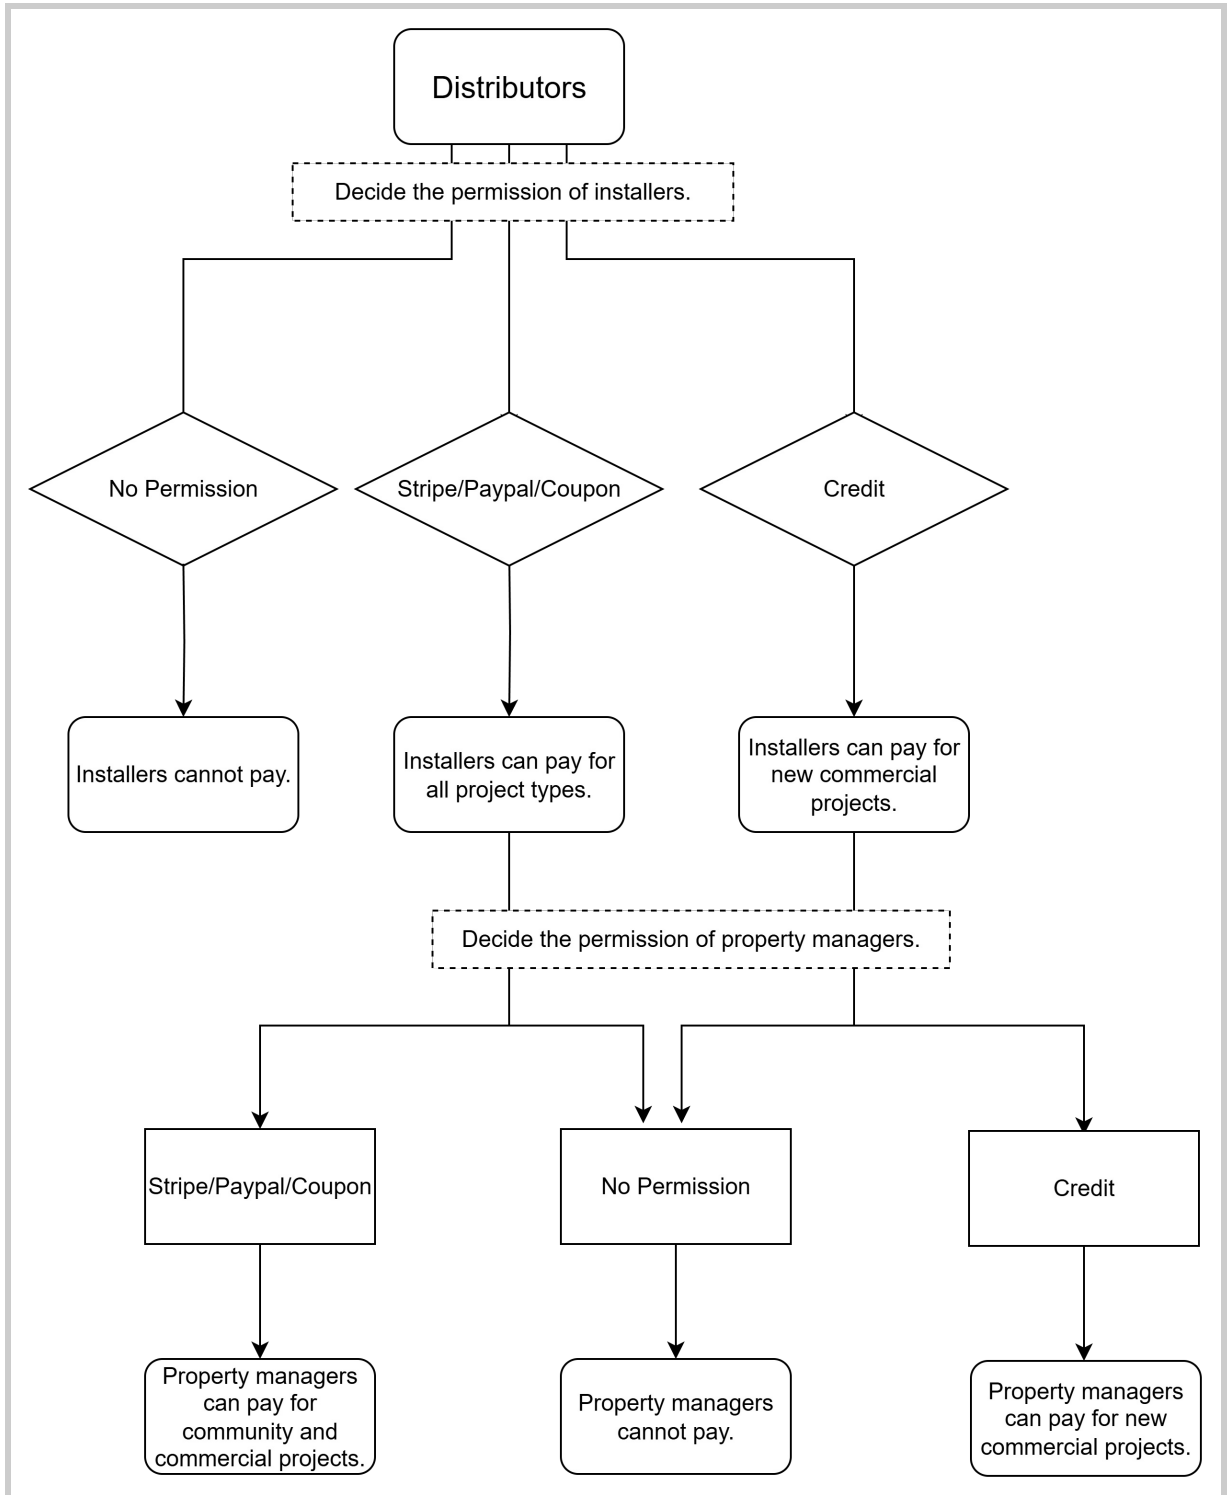 Distributors
Decide the permission of installers.
No Permission
Stripe/Paypal/Coupon
Credit
Installers cannot pay.
Installers can pay for
all project types.
Installers can pay for
new commercial
projects.
Decide the permission of property managers.
Stripe/Paypal/Coupon
No Permission
Credit
Property managers
can pay for
community and
commercial projects.
Property managers
cannot pay.
Property managers
can pay for new
commercial projects.